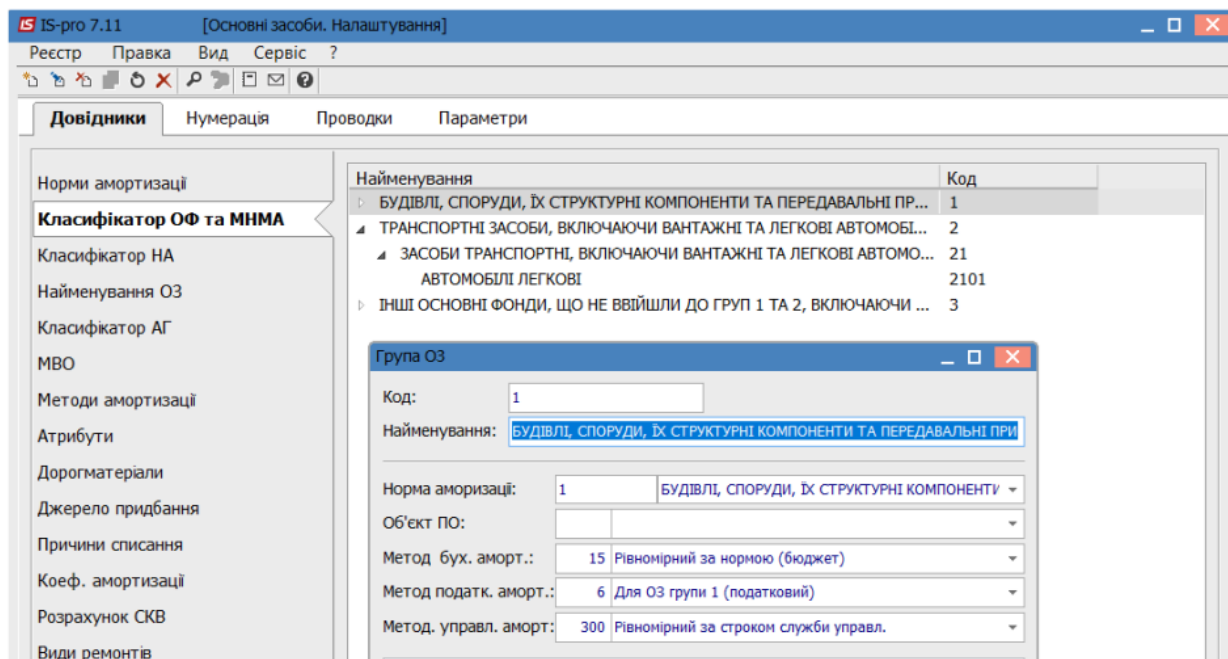 IS-pro 7.11 [Основні засоби. Налаштування]
Реєстр Правка Вид Сервіс ?
Довідники Нумерація Проводки Параметри
Норми амортизації
Класифікатор ОФ та МНМА
Класифікатор НА
Найменування ОЗ
Класифікатор АГ
МВО
Методи амортизації
Атрибути
Дорогматеріали
Джерело придбання
Причини списання
Коеф. амортизації
Розрахунок СКВ
Види ремонтів
Найменування Код
БУДІВЛІ, СПОРУДИ, ЇХ СТРУКТУРНІ КОМПОНЕНТИ ТА ПЕРЕДАВАЛЬНІ ПР... 1
ТРАНСПОРТНІ ЗАСОБИ, ВКЛЮЧАЮЧИ ВАНТАЖНІ ТА ЛЕГКОВІ АВТОМОБІ... 2
ЗАСОБИ ТРАНСПОРТНІ, ВКЛЮЧАЮЧИ ВАНТАЖНІ ТА ЛЕГКОВІ АВТОМО... 21
АВТОМОБІЛІ ЛЕГКОВІ 2101
ІНШІ ОСНОВНІ ФОНДИ, ЩО НЕ ВВІЙШЛИ ДО ГРУП 1 ТА 2, ВКЛЮЧАЮЧИ ... 3
Група ОЗ
Код: 1
Найменування: БУДІВЛІ, СПОРУДИ, ЇХ СТРУКТУРНІ КОМПОНЕНТИ ТА ПЕРЕДАВАЛЬНІ ПРИ
Норма аморизації: 1 БУДІВЛІ, СПОРУДИ, ЇХ СТРУКТУРНІ КОМПОНЕНТИ
Об'єкт ПО:
Метод бух. аморт.: 15 Рівномірний за нормою (бюджет)
Метод податк. аморт.: 6 Для ОЗ групи 1 (податковий)
Метод. управл. аморт: 300 Рівномірний за строком служби управл.